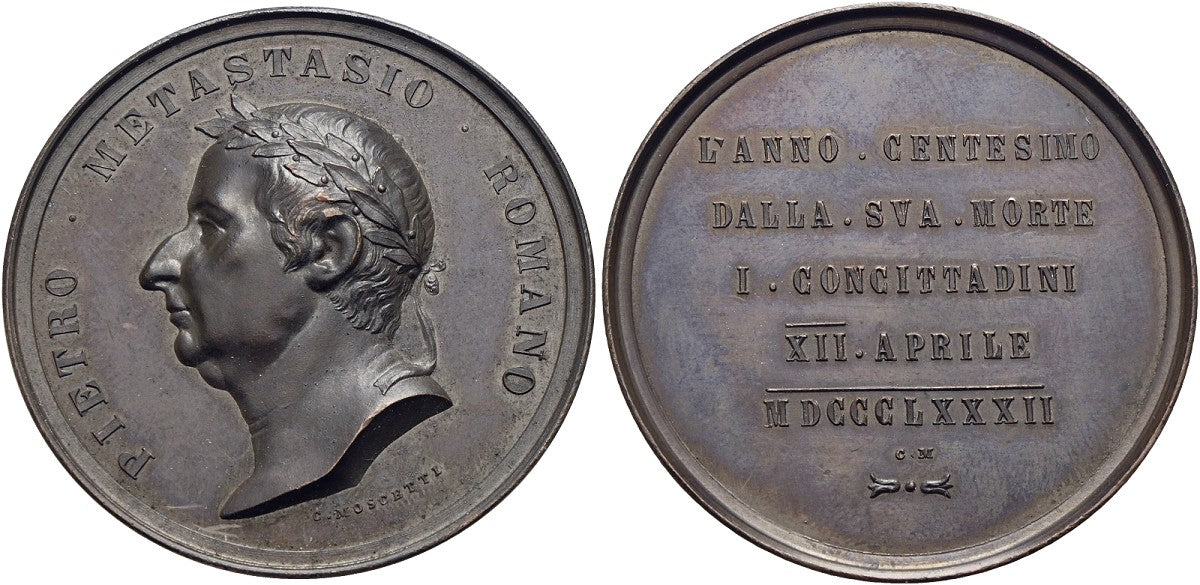 PIETRO · METASTASIO · ROMANO
C. MOSCETTI
L'ANNO . CENTESIMO
DALLA . SVA . MORTE
I . CONCITTADINI
XII . APRILE
MDCCCLXXXII
C · M